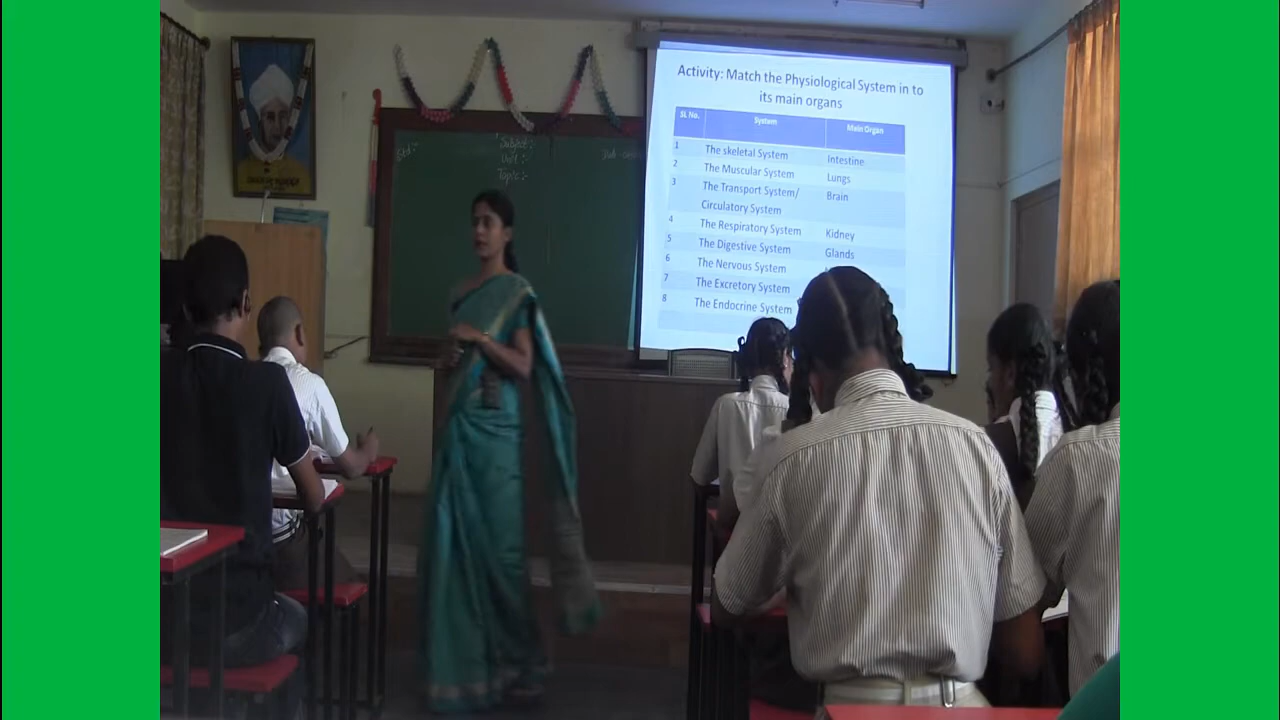 Activity: Match the Physiological System in to
its main organs
SL No. System Main Organ
1 The skeletal System Intestine
2 The Muscular System Lungs
3 The Transport System/ Brain
Circulatory System
4 The Respiratory System Kidney
5 The Digestive System Glands
6 The Nervous System
7 The Excretory System
8 The Endocrine System
Subject :-
Unit :-
Topic :-